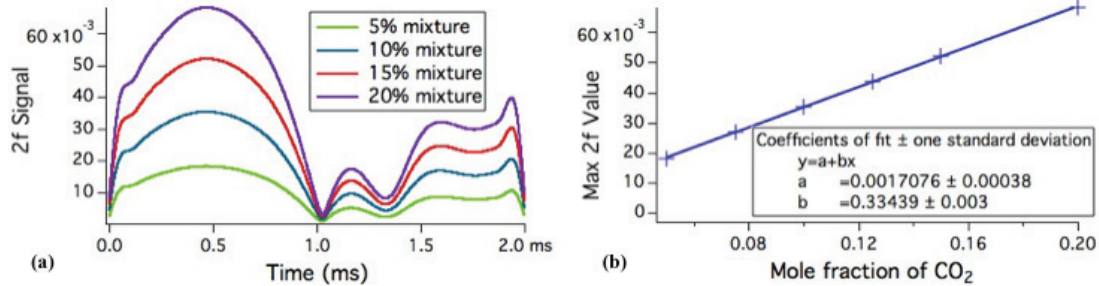 60 x10⁻³
50
40
30
20
10
2f Signal
5% mixture
10% mixture
15% mixture
20% mixture
0.0 0.5 1.0 1.5 2.0 ms
Time (ms)
(a)
60 x10⁻³
50
40
30
20
10
0
Max 2f Value
Coefficients of fit ± one standard deviation
y=a+bx
a =0.0017076 ± 0.00038
b =0.33439 ± 0.003
0.08 0.12 0.16 0.20
Mole fraction of CO₂
(b)